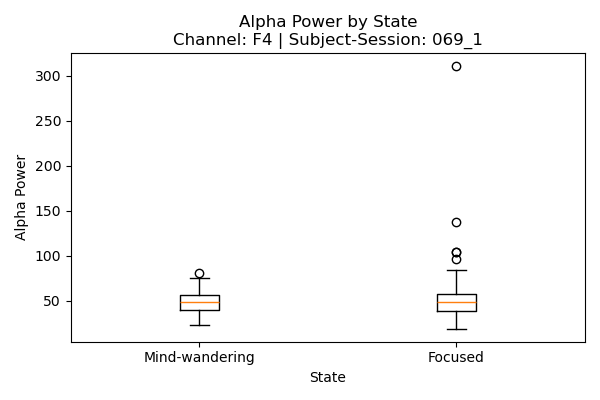 Alpha Power by State
Channel: F4 | Subject-Session: 069_1
Alpha Power
300
250
200
150
100
50
Mind-wandering
Focused
State